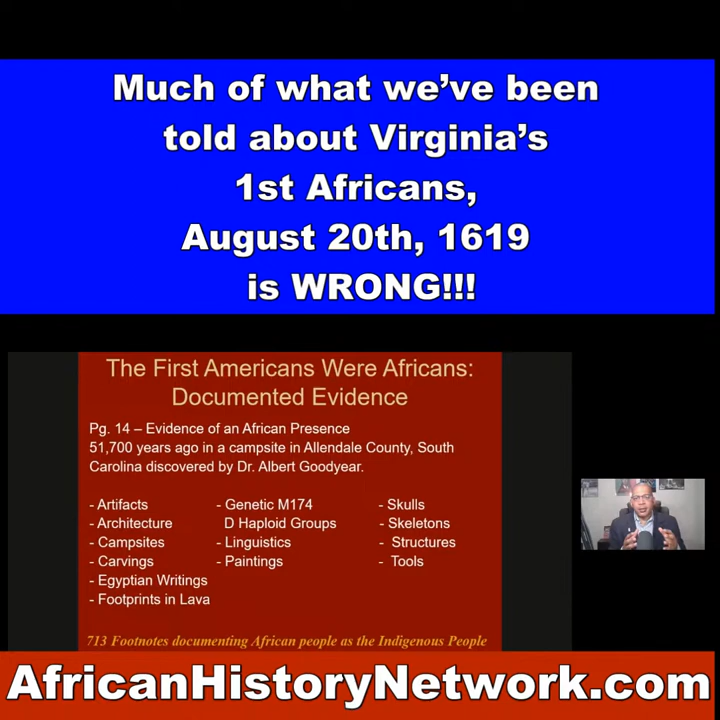 Much of what we've been
told about Virginia's
1st Africans,
August 20th, 1619
is WRONG!!!
The First Americans Were Africans:
Documented Evidence
Pg. 14 – Evidence of an African Presence
51,700 years ago in a campsite in Allendale County, South
Carolina discovered by Dr. Albert Goodyear.
- Artifacts
- Architecture
- Campsites
- Carvings
- Egyptian Writings
- Footprints in Lava
- Genetic M174
D Haploid Groups
- Linguistics
- Paintings
- Skulls
- Skeletons
- Structures
- Tools
713 Footnotes documenting African people as the Indigenous People
AfricanHistoryNetwork.com